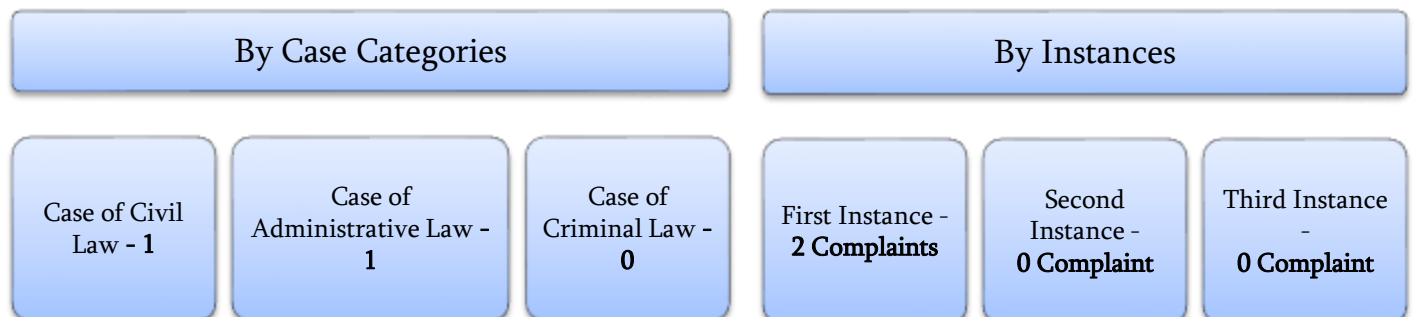 By Case Categories
By Instances
Case of Civil
Law - 1
Case of
Administrative Law -
1
Case of
Criminal Law -
0
First Instance -
2 Complaints
Second
Instance -
0 Complaint
Third Instance
-
0 Complaint